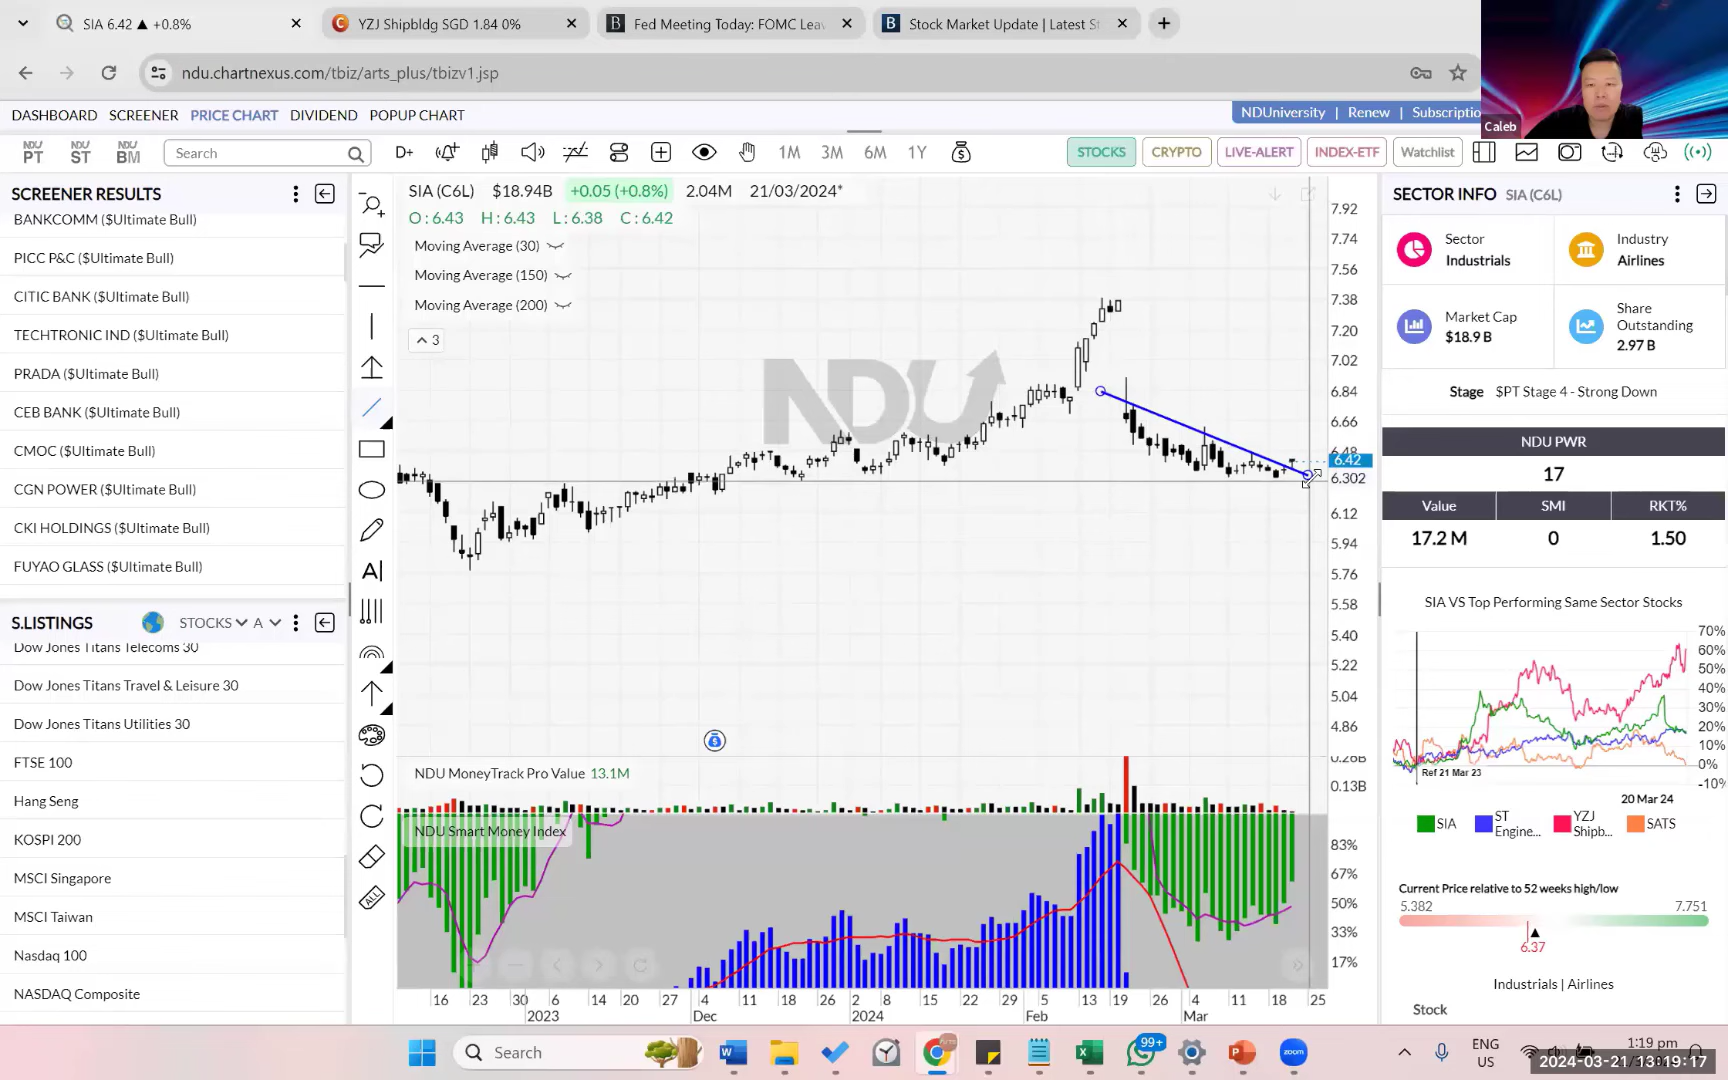 SIA 6.42 ▲ +0.8%
YZJ Shipbldg SGD 1.84 0%
Fed Meeting Today: FOMC Leav
Stock Market Update | Latest St
ndu.chartnexus.com/tbiz/arts_plus/tbizv1.jsp
Caleb
DASHBOARD SCREENER PRICE CHART DIVIDEND POPUP CHART
NDUniversity | Renew | Subscriptio
NDU PT
NDU ST
NDU BM
Search
D+
1M 3M 6M 1Y
STOCKS CRYPTO LIVE-ALERT INDEX-ETF Watchlist
SCREENER RESULTS
BANKCOMM ($Ultimate Bull)
PICC P&C ($Ultimate Bull)
CITIC BANK ($Ultimate Bull)
TECHTRONIC IND ($Ultimate Bull)
PRADA ($Ultimate Bull)
CEB BANK ($Ultimate Bull)
CMOC ($Ultimate Bull)
CGN POWER ($Ultimate Bull)
CKI HOLDINGS ($Ultimate Bull)
FUYAO GLASS ($Ultimate Bull)
S.LISTINGS STOCKS A
Dow Jones Titans Telecoms 30
Dow Jones Titans Travel & Leisure 30
Dow Jones Titans Utilities 30
FTSE 100
Hang Seng
KOSPI 200
MSCI Singapore
MSCI Taiwan
Nasdaq 100
NASDAQ Composite
A
ALL
SIA (C6L) $18.94B +0.05 (+0.8%) 2.04M 21/03/2024*
O : 6.43 H : 6.43 L : 6.38 C : 6.42
Moving Average (30)
Moving Average (150)
Moving Average (200)
3
NDU
7.92
7.74
7.56
7.38
7.20
7.02
6.84
6.66
6.48
6.42
6.302
6.12
5.94
5.76
5.58
5.40
5.22
5.04
4.86
0.26B
0.13B
NDU MoneyTrack Pro Value 13.1M
NDU Smart Money Index
83%
67%
50%
33%
17%
16 23 30 6 14 20 27 4 11 18 26 2 8 15 22 29 5 13 19 26 4 11 18 25
2023 Dec 2024 Feb Mar
SECTOR INFO SIA (C6L)
Sector
Industrials
Industry
Airlines
Market Cap
$18.9 B
Share
Outstanding
2.97 B
Stage $PT Stage 4 - Strong Down
NDU PWR
17
Value SMI RKT%
17.2 M 0 1.50
SIA VS Top Performing Same Sector Stocks
70%
60%
50%
40%
30%
20%
10%
0%
-10%
Ref 21 Mar 23
20 Mar 24
SIA
ST Engine...
YZJ Shipb...
SATS
Current Price relative to 52 weeks high/low
5.382 7.751
6.37
Industrials | Airlines
Stock
Search
99+
zoom
ENG
US
1:19 pm
2024-03-21 13:19:17